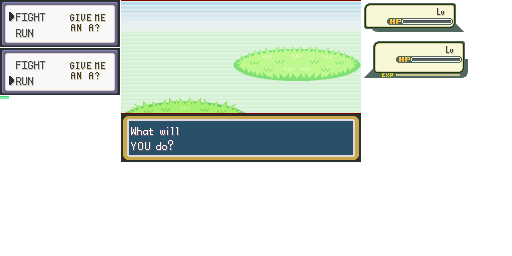 FIGHT GIVE ME
RUN AN A?
FIGHT GIVE ME
RUN AN A?
What will
YOU do?
Lv
HP
Lv
HP
EXP